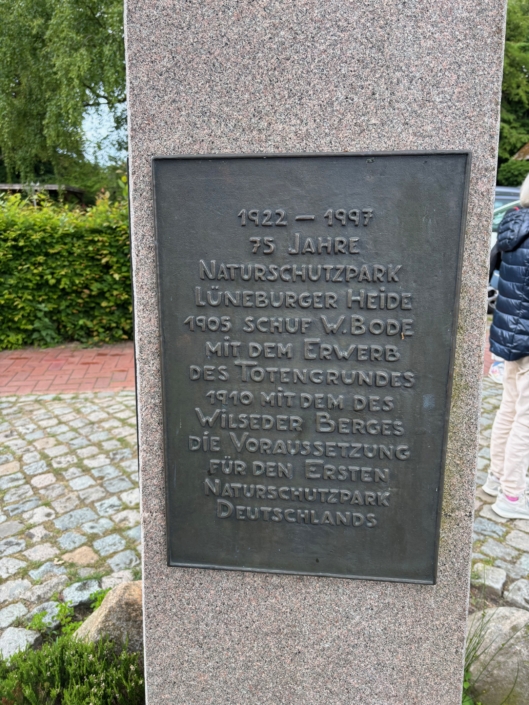 1922 – 1997
75 JAHRE
NATURSCHUTZPARK
LÜNEBURGER HEIDE
1905 SCHUF W. BODE
MIT DEM ERWERB
DES TOTENGRUNDES
1910 MIT DEM DES
WILSEDER BERGES
DIE VORAUSSETZUNG
FÜR DEN ERSTEN
NATURSCHUTZPARK
DEUTSCHLANDS